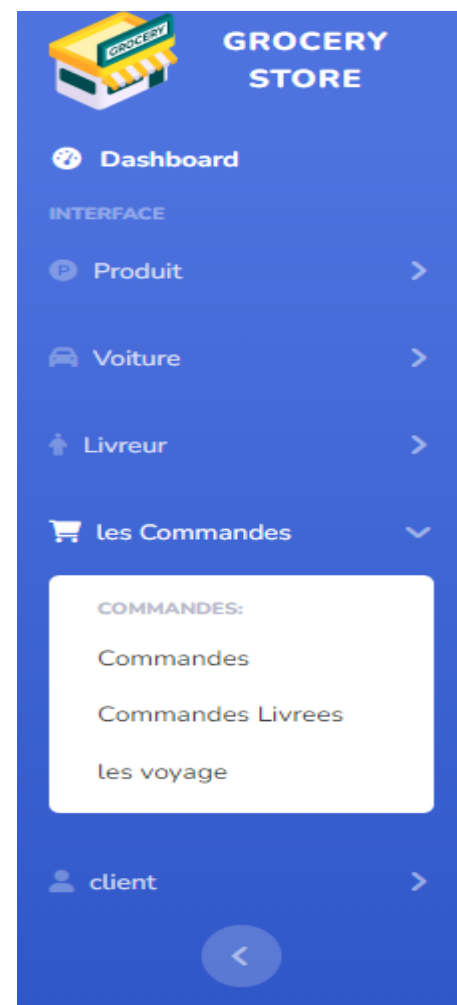 GROCERY
GROCERY
STORE
Dashboard
INTERFACE
P
Produit
Voiture
Livreur
les Commandes
COMMANDES:
Commandes
Commandes Livrees
les voyage
client